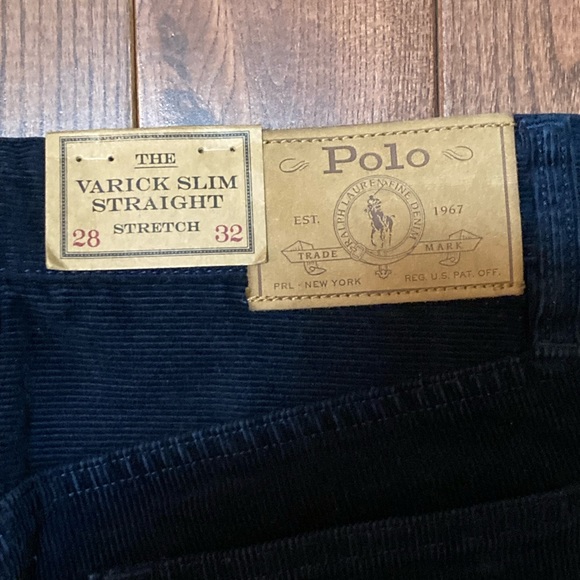 THE
VARICK SLIM
STRAIGHT
STRETCH
28 32
Polo
RALPH LAUREN FINE DENIM
EST. 1967
TRADE MARK
PRL - NEW YORK REG. U.S. PAT. OFF.